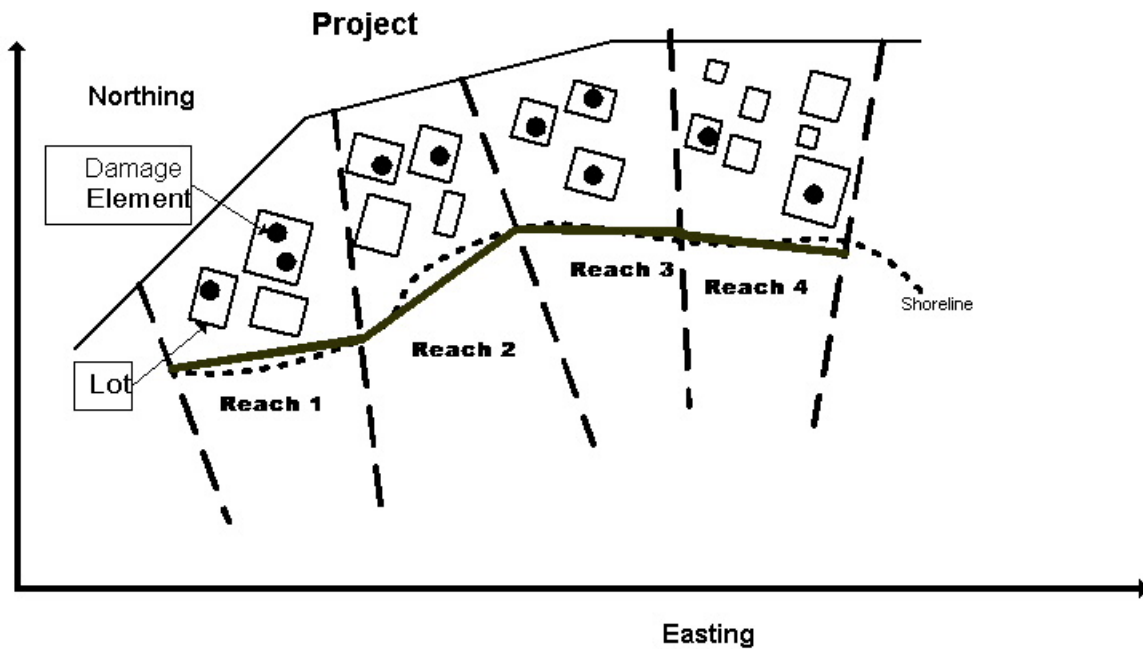 Project
Northing
Damage
Element
Reach 3
Reach 4
Shoreline
Reach 2
Lot
Reach 1
Easting